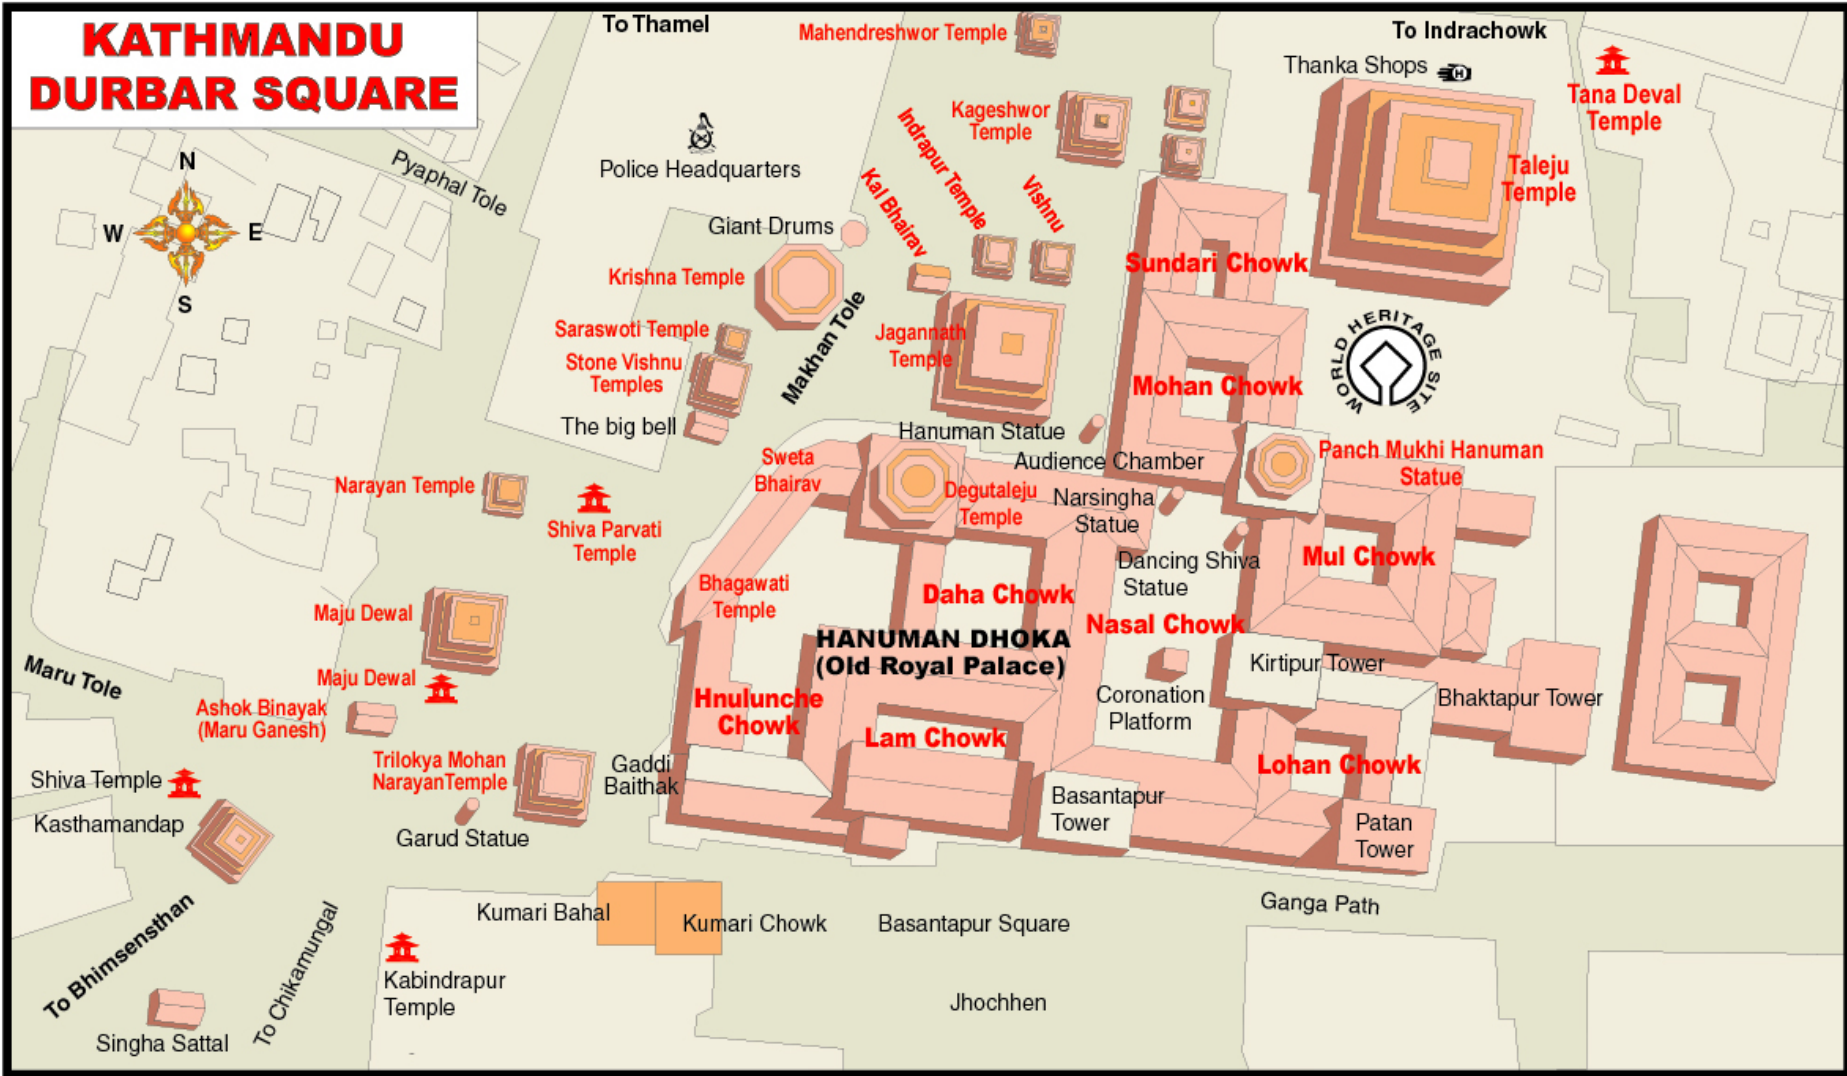 KATHMANDU
DURBAR SQUARE
To Thamel
Mahendreshwor Temple
To Indrachowk
Thanka Shops
H
Tana Deval
Temple
Kageshwor
Temple
Indrapur Temple
Police Headquarters
Pyaphal Tole
N
W
E
S
Kal Bhairav
Vishnu
Taleju
Temple
Giant Drums
Krishna Temple
Sundari Chowk
Makhan Tole
Saraswoti Temple
Stone Vishnu
Temples
Jagannath
Temple
WORLD HERITAGE SITE
Mohan Chowk
The big bell
Hanuman Statue
Audience Chamber
Panch Mukhi Hanuman
Statue
Sweta
Bhairav
Degutaleju
Temple
Narsingha
Statue
Narayan Temple
Shiva Parvati
Temple
Dancing Shiva
Statue
Mul Chowk
Bhagawati
Temple
Daha Chowk
Maju Dewal
Nasal Chowk
HANUMAN DHOKA
(Old Royal Palace)
Kirtipur Tower
Maru Tole
Maju Dewal
Ashok Binayak
(Maru Ganesh)
Hnulunche
Chowk
Coronation
Platform
Bhaktapur Tower
Lam Chowk
Trilokya Mohan
NarayanTemple
Gaddi
Baithak
Lohan Chowk
Shiva Temple
Kasthamandap
Garud Statue
Basantapur
Tower
Patan
Tower
Kumari Bahal
Kumari Chowk
Basantapur Square
Ganga Path
To Bhimsensthan
To Chikamungal
Kabindrapur
Temple
Jhochhen
Singha Sattal